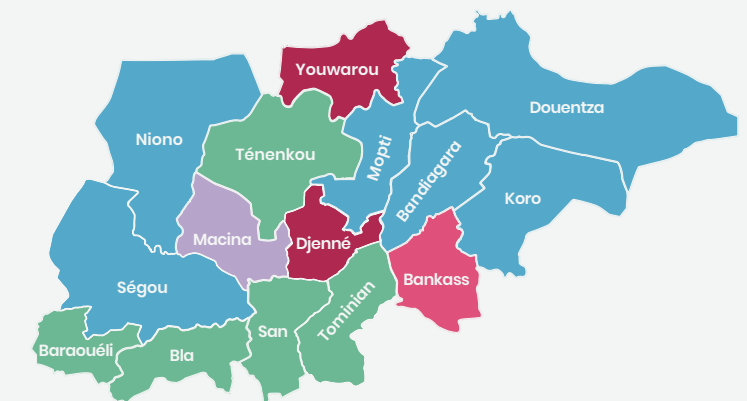 Youwarou
Douentza
Niono
Ténenkou
Mopti
Bandiagara
Koro
Macina
Djenné
Bankass
Ségou
Tominian
San
Baraouéli
Bla